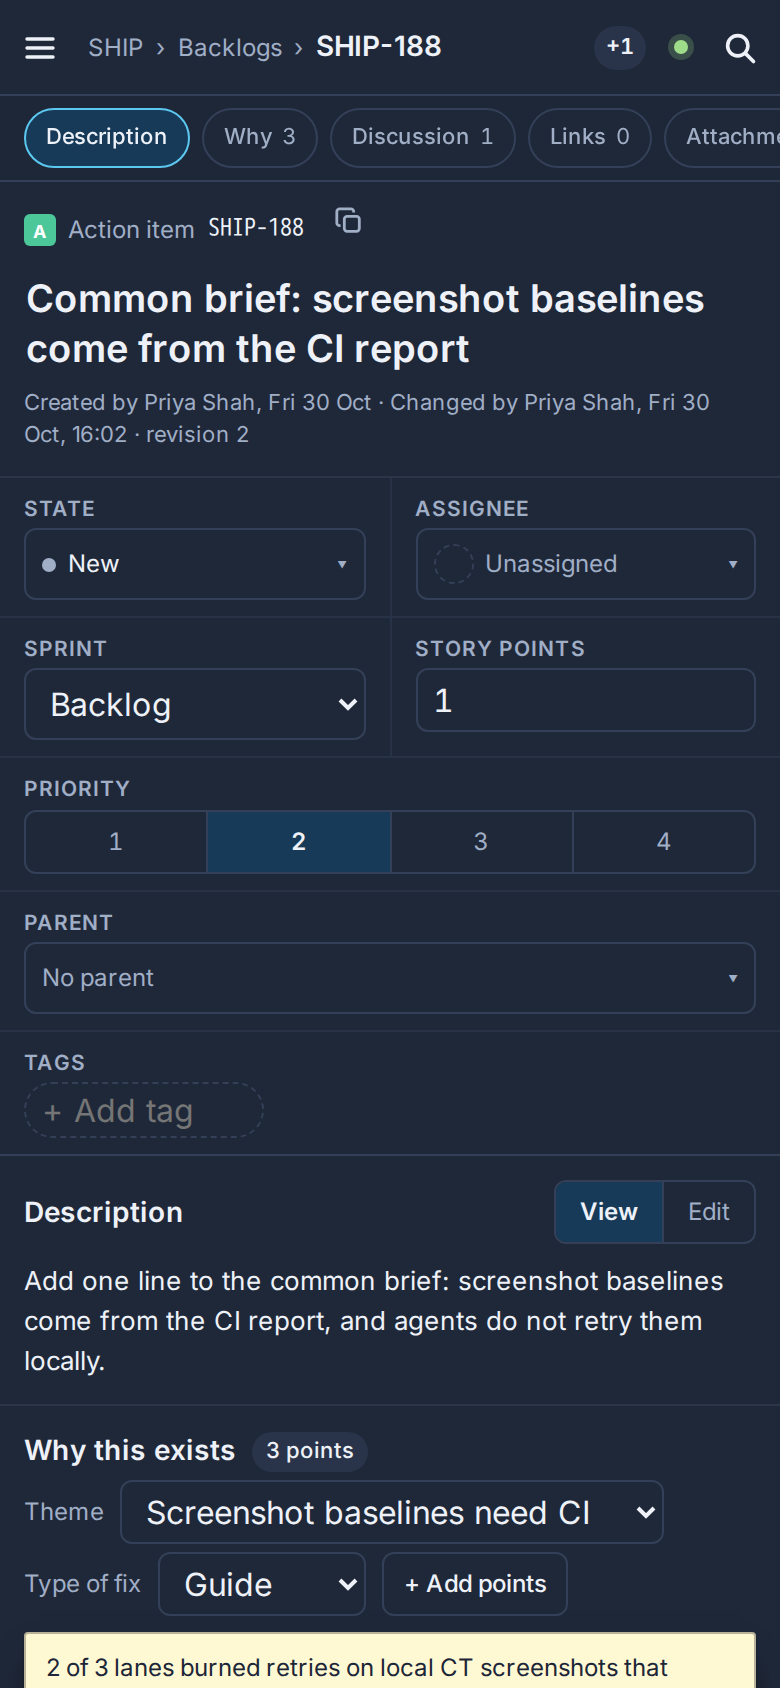 SHIP › Backlogs › SHIP-188 +1
Description Why 3 Discussion 1 Links 0 Attachme
A Action item SHIP-188
Common brief: screenshot baselines
come from the CI report
Created by Priya Shah, Fri 30 Oct · Changed by Priya Shah, Fri 30
Oct, 16:02 · revision 2
STATE ASSIGNEE
New Unassigned
SPRINT STORY POINTS
Backlog 1
PRIORITY
1 2 3 4
PARENT
No parent
TAGS
+ Add tag
Description View Edit
Add one line to the common brief: screenshot baselines
come from the CI report, and agents do not retry them
locally.
Why this exists 3 points
Theme Screenshot baselines need CI
Type of fix Guide + Add points
2 of 3 lanes burned retries on local CT screenshots that